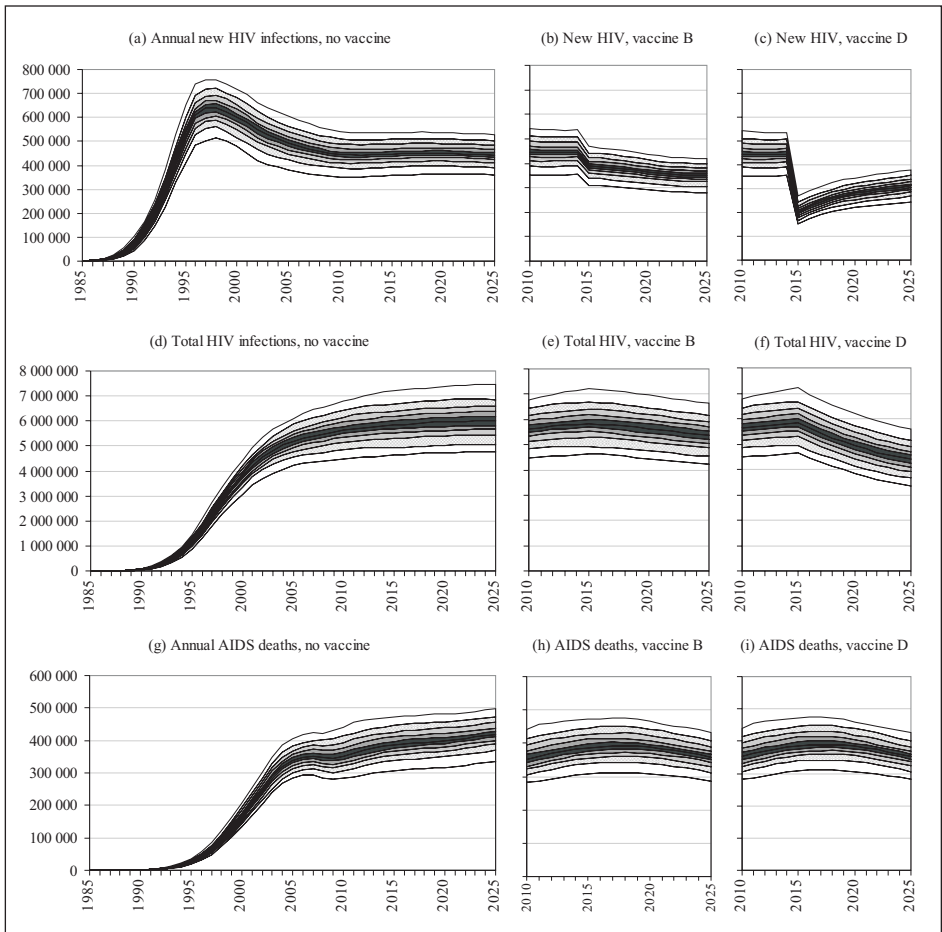 (a) Annual new HIV infections, no vaccine
(b) New HIV, vaccine B
(c) New HIV, vaccine D
800 000
700 000
600 000
500 000
400 000
300 000
200 000
100 000
0
1985 1990 1995 2000 2005 2010 2015 2020 2025
2010 2015 2020 2025
2010 2015 2020 2025
(d) Total HIV infections, no vaccine
(e) Total HIV, vaccine B
(f) Total HIV, vaccine D
8 000 000
7 000 000
6 000 000
5 000 000
4 000 000
3 000 000
2 000 000
1 000 000
0
1985 1990 1995 2000 2005 2010 2015 2020 2025
2010 2015 2020 2025
2010 2015 2020 2025
(g) Annual AIDS deaths, no vaccine
(h) AIDS deaths, vaccine B
(i) AIDS deaths, vaccine D
600 000
500 000
400 000
300 000
200 000
100 000
0
1985 1990 1995 2000 2005 2010 2015 2020 2025
2010 2015 2020 2025
2010 2015 2020 2025